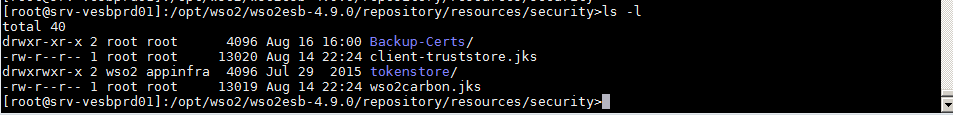 [root@srv-vesbprd01]:/opt/wso2/wso2esb-4.9.0/repository/resources/security>ls -l
total 40
drwxr-xr-x 2 root root      4096 Aug 16 16:00 Backup-Certs/
-rw-r--r-- 1 root root     13020 Aug 14 22:24 client-truststore.jks
drwxrwxr-x 2 wso2 appinfra  4096 Jul 29  2015 tokenstore/
-rw-r--r-- 1 root root     13019 Aug 14 22:24 wso2carbon.jks
[root@srv-vesbprd01]:/opt/wso2/wso2esb-4.9.0/repository/resources/security>